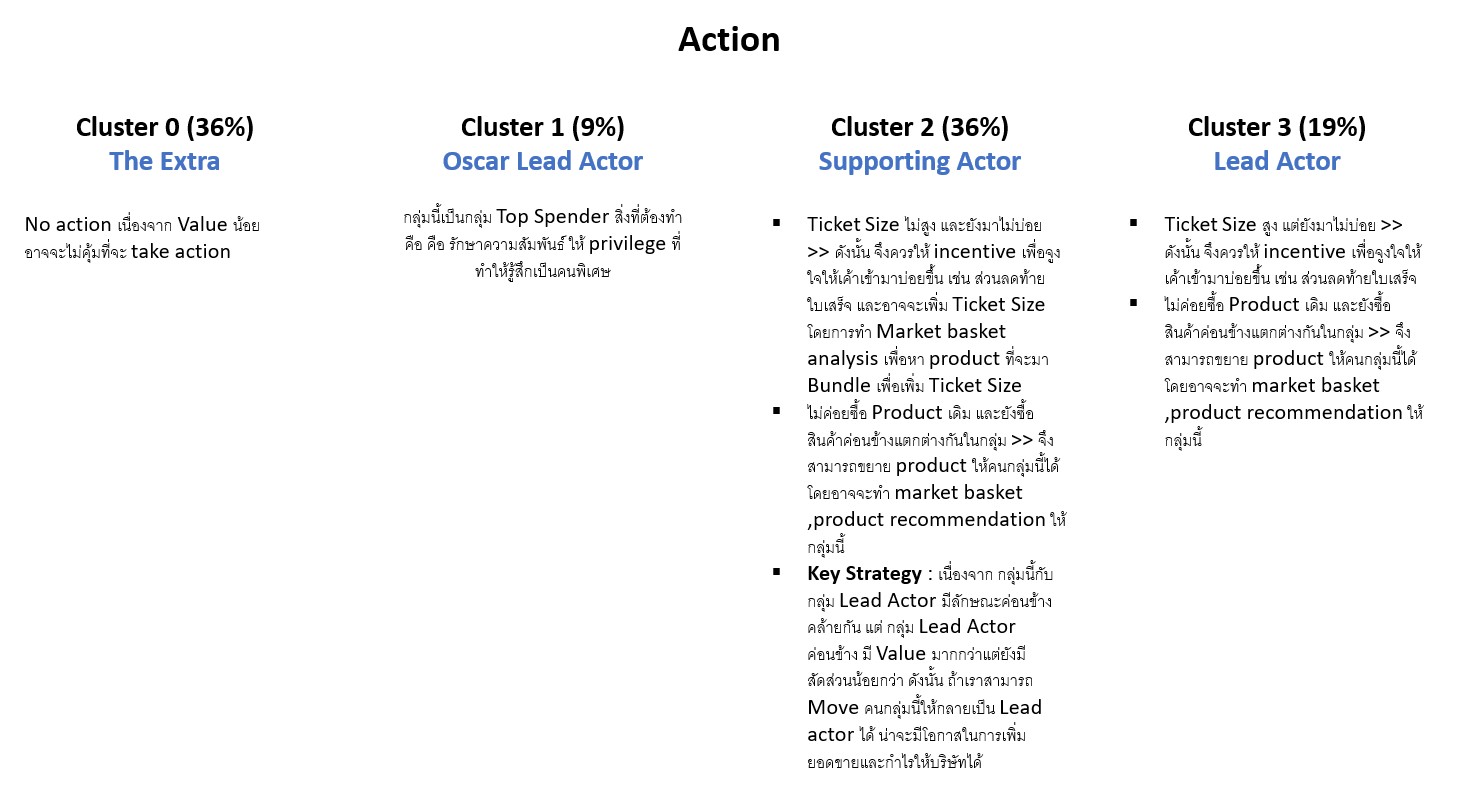 Action
Cluster 0 (36%)
The Extra
No action เนื่องจาก Value น้อย
อาจจะไม่คุ้มที่จะ take action
Cluster 1 (9%)
Oscar Lead Actor
กลุ่มนี้เป็นกลุ่ม Top Spender สิ่งที่ต้องทำ
คือ คือ รักษาความสัมพันธ์ ให้ privilege ที่
ทำให้รู้สึกเป็นคนพิเศษ
Cluster 2 (36%)
Supporting Actor
▪ Ticket Size ไม่สูง และยังมาไม่บ่อย
>> ดังนั้น จึงควรให้ incentive เพื่อจูง
ใจให้เค้าเข้ามาบ่อยขึ้น เช่น ส่วนลดท้าย
ใบเสร็จ และอาจจะเพิ่ม Ticket Size
โดยการทำ Market basket
analysis เพื่อหา product ที่จะมา
Bundle เพื่อเพิ่ม Ticket Size
▪ ไม่ค่อยซื้อ Product เดิม และยังซื้อ
สินค้าค่อนข้างแตกต่างกันในกลุ่ม >> จึง
สามารถขยาย product ให้คนกลุ่มนี้ได้
โดยอาจจะทำ market basket
,product recommendation ให้
กลุ่มนี้
▪ Key Strategy : เนื่องจาก กลุ่มนี้กับ
กลุ่ม Lead Actor มีลักษณะค่อนข้าง
คล้ายกัน แต่ กลุ่ม Lead Actor
ค่อนข้าง มี Value มากกว่าแต่ยังมี
สัดส่วนน้อยกว่า ดังนั้น ถ้าเราสามารถ
Move คนกลุ่มนี้ให้กลายเป็น Lead
actor ได้ น่าจะมีโอกาสในการเพิ่ม
ยอดขายและกำไรให้บริษัทได้
Cluster 3 (19%)
Lead Actor
▪ Ticket Size สูง แต่ยังมาไม่บ่อย >>
ดังนั้น จึงควรให้ incentive เพื่อจูงใจให้
เค้าเข้ามาบ่อยขึ้น เช่น ส่วนลดท้ายใบเสร็จ
▪ ไม่ค่อยซื้อ Product เดิม และยังซื้อ
สินค้าค่อนข้างแตกต่างกันในกลุ่ม >> จึง
สามารถขยาย product ให้คนกลุ่มนี้ได้
โดยอาจจะทำ market basket
,product recommendation ให้
กลุ่มนี้